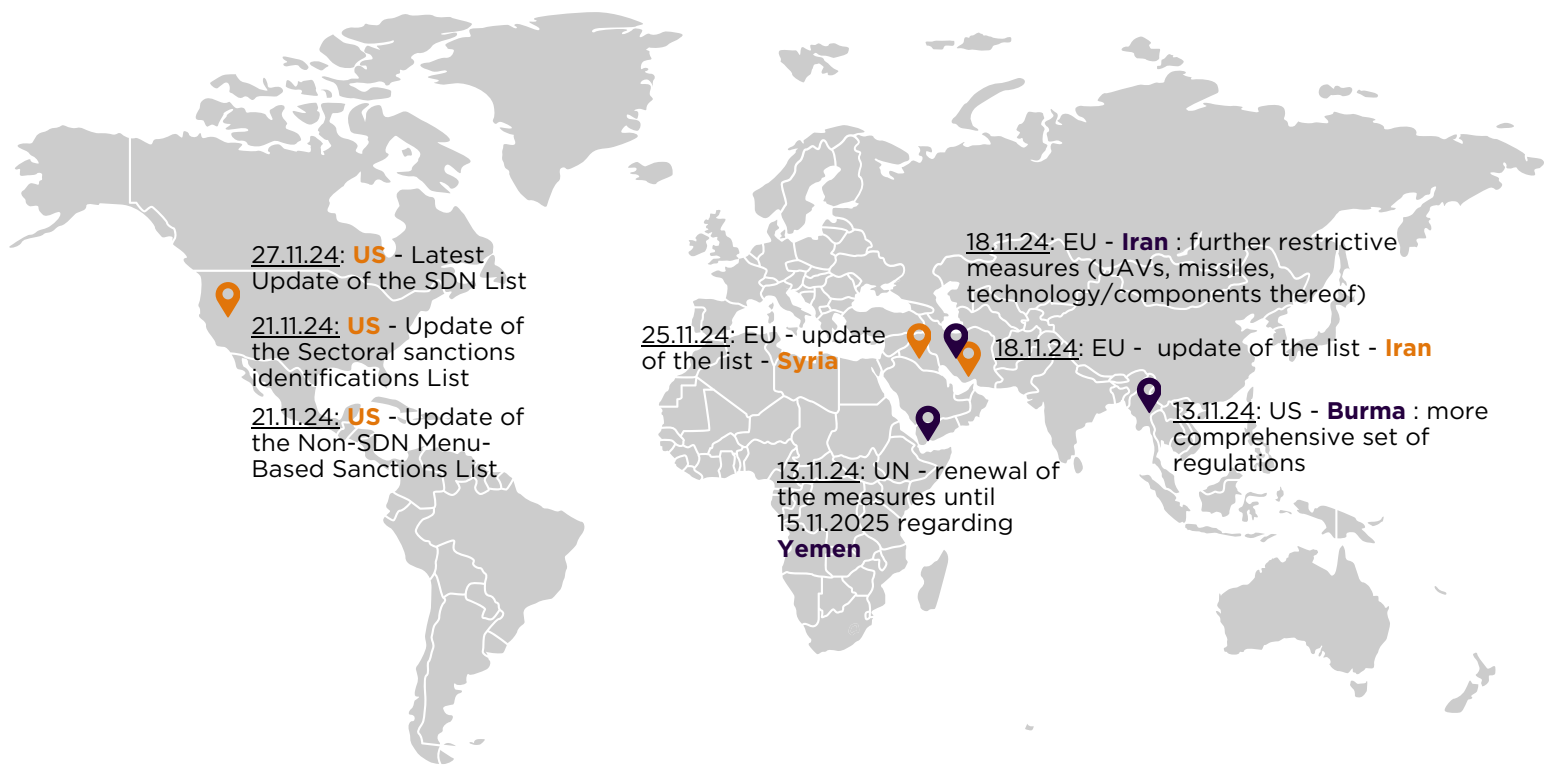 27.11.24: US - Latest
Update of the SDN List
21.11.24: US - Update of
the Sectoral sanctions
identifications List
21.11.24: US - Update of
the Non-SDN Menu-
Based Sanctions List
18.11.24: EU - Iran : further restrictive
measures (UAVs, missiles,
technology/components thereof)
25.11.24: EU - update
of the list - Syria
18.11.24: EU - update of the list - Iran
13.11.24: US - Burma : more
comprehensive set of
regulations
13.11.24: UN - renewal of
the measures until
15.11.2025 regarding
Yemen